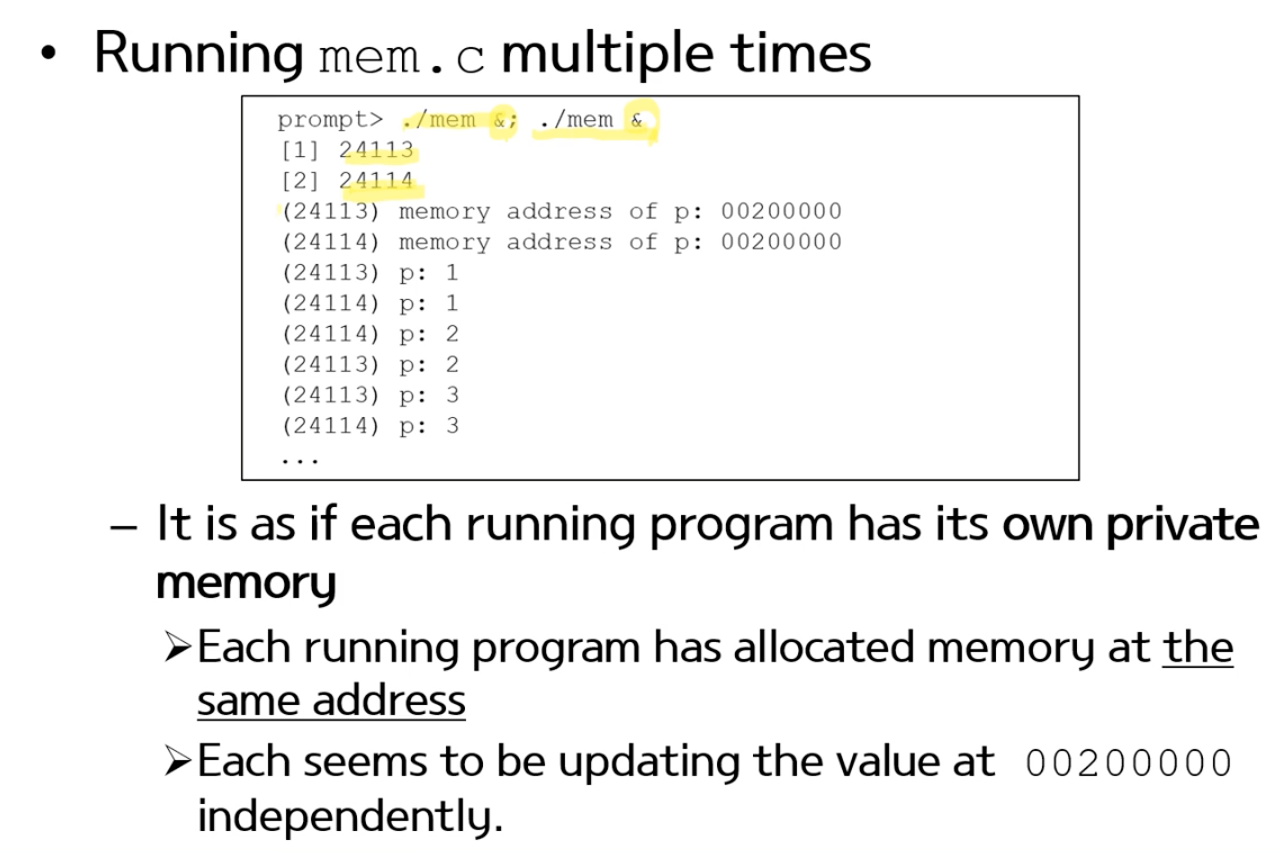 • Running mem.c multiple times
prompt> ./mem &; ./mem &
[1] 24113
[2] 24114
(24113) memory address of p: 00200000
(24114) memory address of p: 00200000
(24113) p: 1
(24114) p: 1
(24114) p: 2
(24113) p: 2
(24113) p: 3
(24114) p: 3
...
– It is as if each running program has its own private
memory
➢Each running program has allocated memory at the
same address
➢Each seems to be updating the value at 00200000
independently.